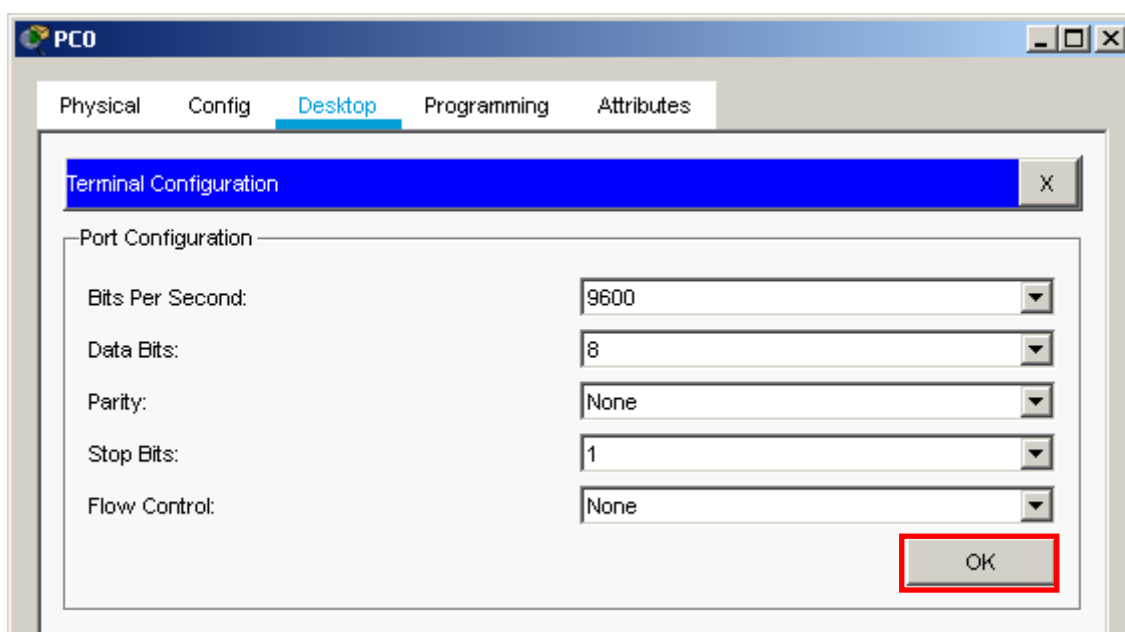 PC0
Physical Config Desktop Programming Attributes
Terminal Configuration X
Port Configuration
Bits Per Second: 9600
Data Bits: 8
Parity: None
Stop Bits: 1
Flow Control: None
OK